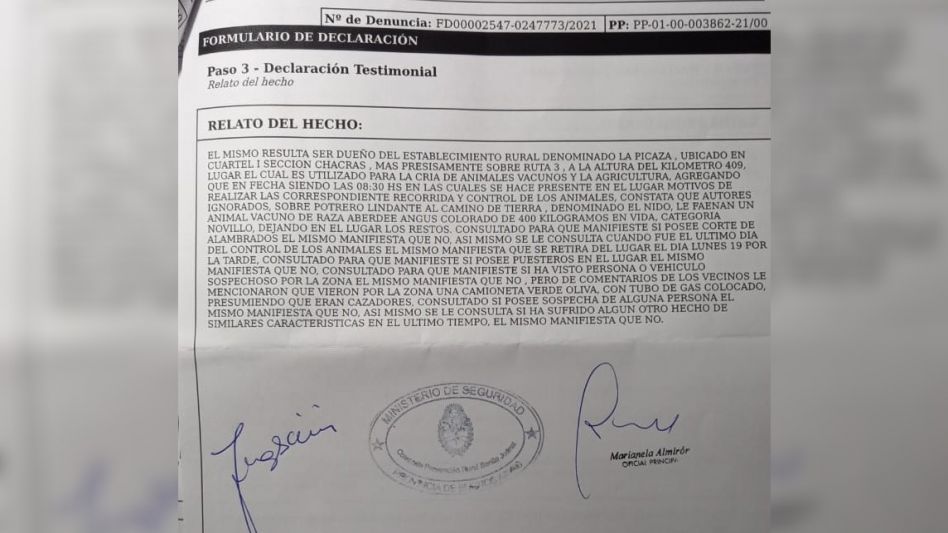 Nº de Denuncia: FD00002547-0247773/2021 PP: PP-01-00-003862-21/00
FORMULARIO DE DECLARACIÓN
Paso 3 - Declaración Testimonial
Relato del hecho
RELATO DEL HECHO:
EL MISMO RESULTA SER DUEÑO DEL ESTABLECIMIENTO RURAL DENOMINADO LA PICAZA , UBICADO EN
CUARTEL I SECCION CHACRAS , MAS PRESISAMENTE SOBRE RUTA 3 , A LA ALTURA DEL KILOMETRO 409,
LUGAR EL CUAL ES UTILIZADO PARA LA CRIA DE ANIMALES VACUNOS Y LA AGRICULTURA, AGREGANDO
QUE EN FECHA SIENDO LAS 08:30 HS EN LAS CUALES SE HACE PRESENTE EN EL LUGAR MOTIVOS DE
REALIZAR LAS CORRESPONDIENTE RECORRIDA Y CONTROL DE LOS ANIMALES, CONSTATA QUE AUTORES
IGNORADOS, SOBRE POTRERO LINDANTE AL CAMINO DE TIERRA , DENOMINADO EL NIDO, LE FAENAN UN
ANIMAL VACUNO DE RAZA ABERDEE ANGUS COLORADO DE 400 KILOGRAMOS EN VIDA, CATEGORIA
NOVILLO, DEJANDO EN EL LUGAR LOS RESTOS. CONSULTADO PARA QUE MANIFIESTE SI POSEE CORTE DE
ALAMBRADOS EL MISMO MANIFIESTA QUE NO, ASI MISMO SE LE CONSULTA CUANDO FUE EL ULTIMO DIA
DEL CONTROL DE LOS ANIMALES EL MISMO MANIFIESTA QUE SE RETIRA DEL LUGAR EL DIA LUNES 19 POR
LA TARDE, CONSULTADO PARA QUE MANIFIESTE SI POSEE PUESTEROS EN EL LUGAR EL MISMO
MANIFIESTA QUE NO, CONSULTADO PARA QUE MANIFIESTE SI HA VISTO PERSONA O VEHICULO
SOSPECHOSO POR LA ZONA EL MISMO MANIFIESTA QUE NO , PERO DE COMENTARIOS DE LOS VECINOS LE
MENCIONARON QUE VIERON POR LA ZONA UNA CAMIONETA VERDE OLIVA, CON TUBO DE GAS COLOCADO,
PRESUMIENDO QUE ERAN CAZADORES, CONSULTADO SI POSEE SOSPECHA DE ALGUNA PERSONA EL
MISMO MANIFIESTA QUE NO, ASI MISMO SE LE CONSULTA SI HA SUFRIDO ALGUN OTRO HECHO DE
SIMILARES CARACTERISTICAS EN EL ULTIMO TIEMPO, EL MISMO MANIFIESTA QUE NO.
MINISTERIO DE SEGURIDAD
Prevención Rural Benito Juárez
PROVINCIA DE BUENOS AIRES
Marianela Almirón
OFICIAL PRINCIPAL